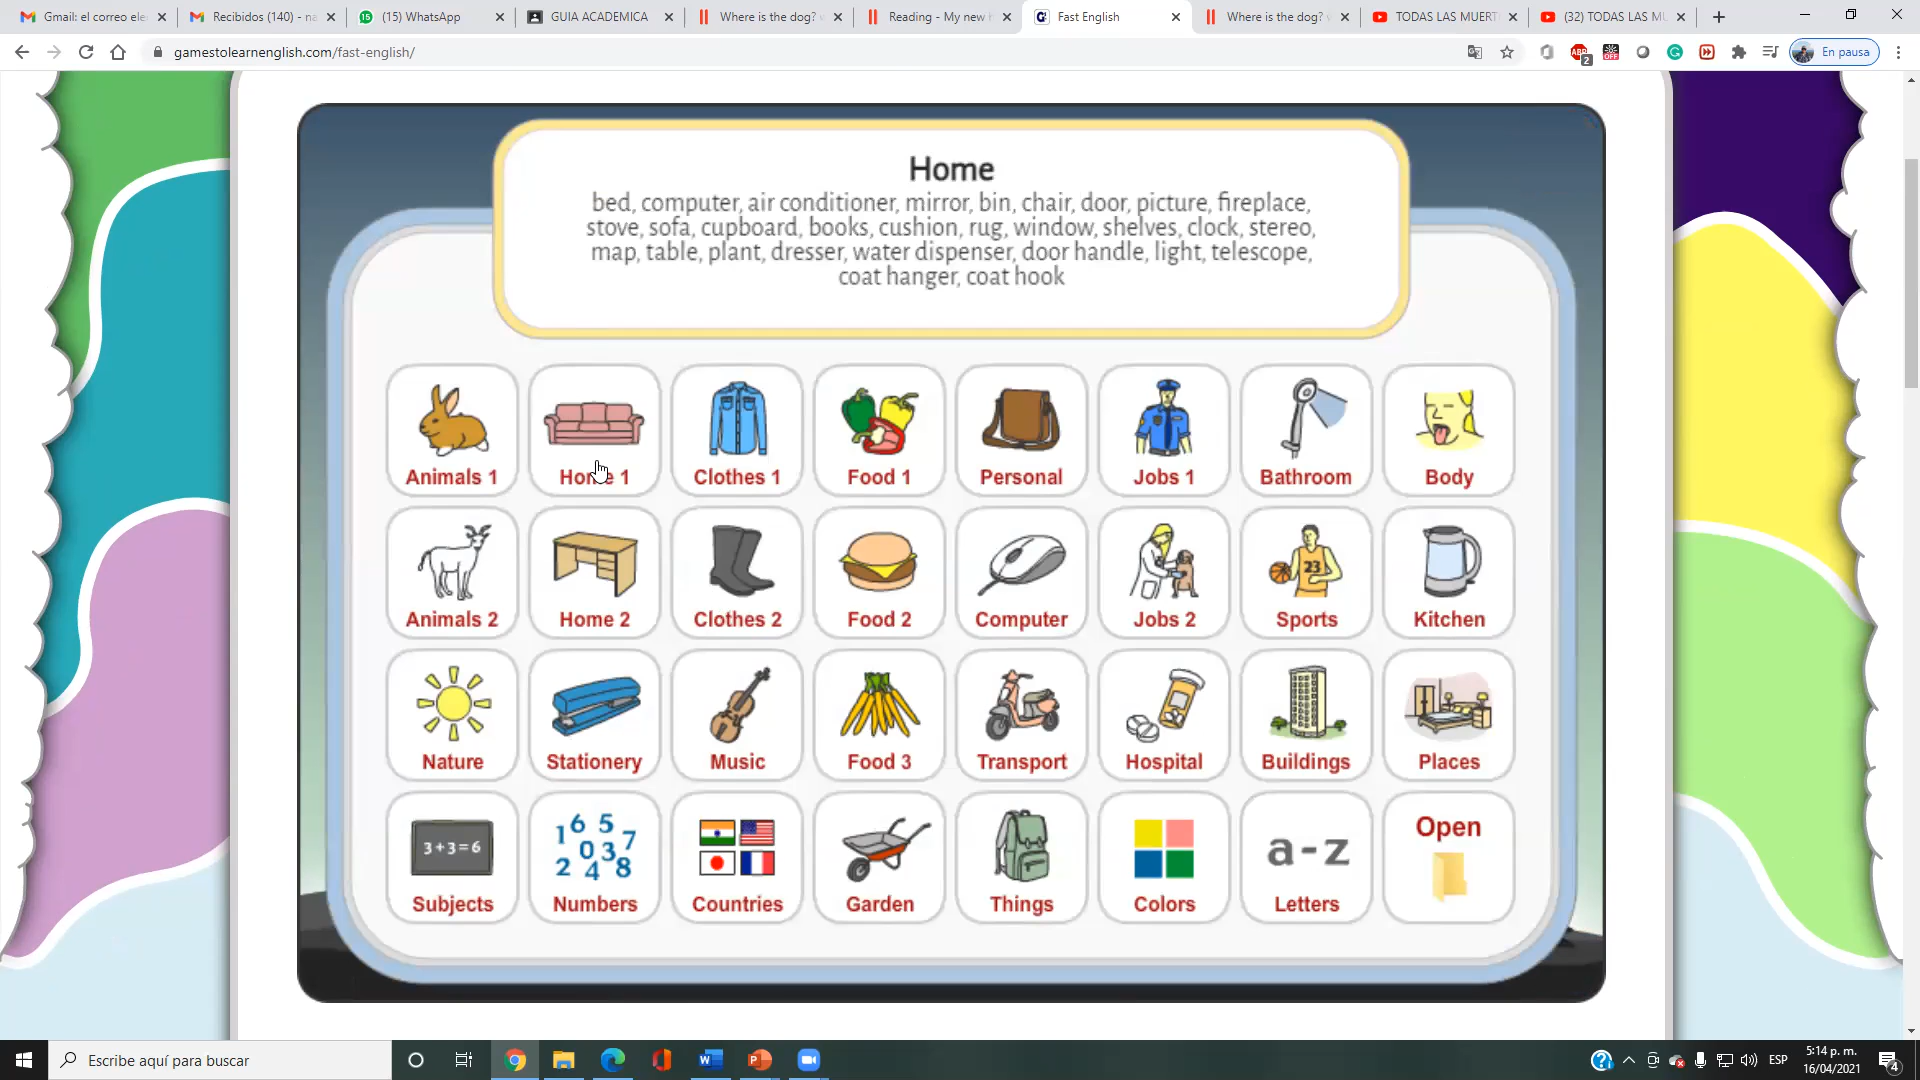 Gmail: el correo ele
Recibidos (140) - na
(15) WhatsApp
GUIA ACADEMICA
Where is the dog?
Reading - My new
Fast English
Where is the dog?
TODAS LAS MUERT
(32) TODAS LAS MU
gamestolearnenglish.com/fast-english/
ABP
2
OFF
En pausa
Home
bed, computer, air conditioner, mirror, bin, chair, door, picture, fireplace,
stove, sofa, cupboard, books, cushion, rug, window, shelves, clock, stereo,
map, table, plant, dresser, water dispenser, door handle, light, telescope,
coat hanger, coat hook
Animals 1
Home 1
Clothes 1
Food 1
Personal
Jobs 1
Bathroom
Body
23
Animals 2
Home 2
Clothes 2
Food 2
Computer
Jobs 2
Sports
Kitchen
Nature
Stationery
Music
Food 3
Transport
Hospital
Buildings
Places
3+3=6
Subjects
1 6 5 7 0 3 2 4 8
Numbers
Countries
Garden
Things
Colors
a-z
Letters
Open
Escribe aquí para buscar
ESP
5:14 p. m.
16/04/2021
4